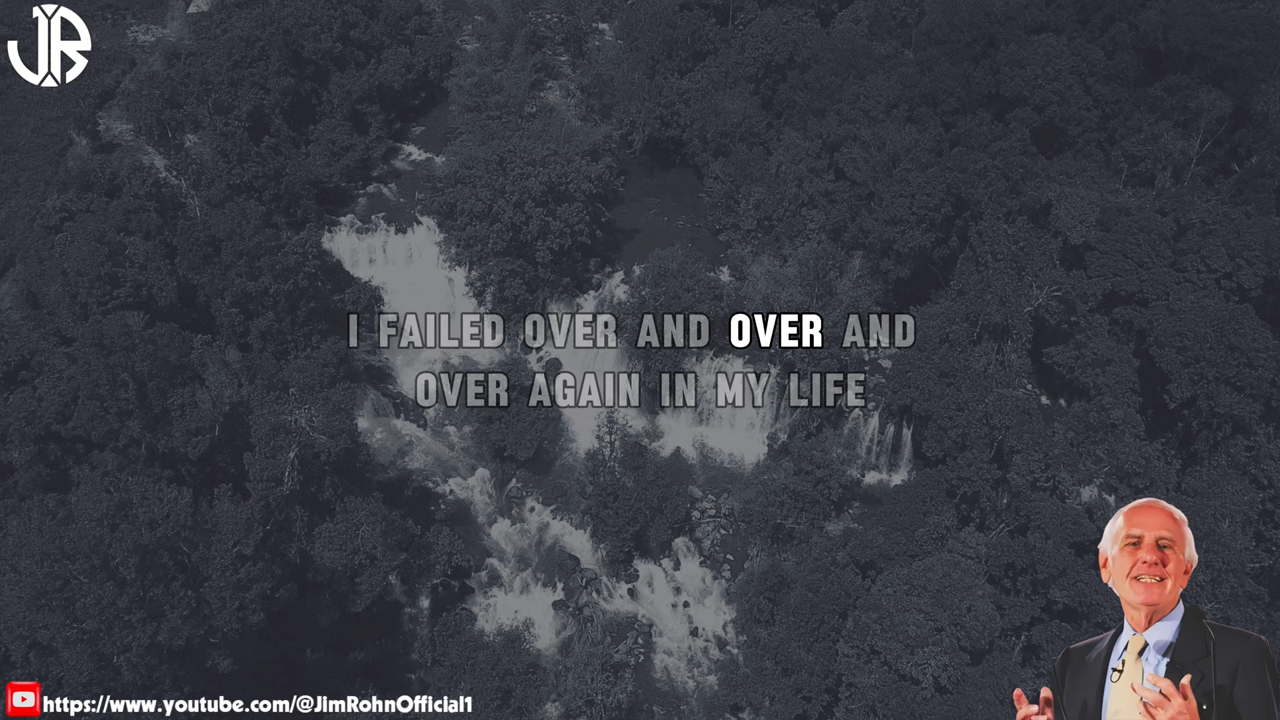 JR
I FAILED OVER AND OVER AND
OVER AGAIN IN MY LIFE
https://www.youtube.com/@JimRohnOfficial1